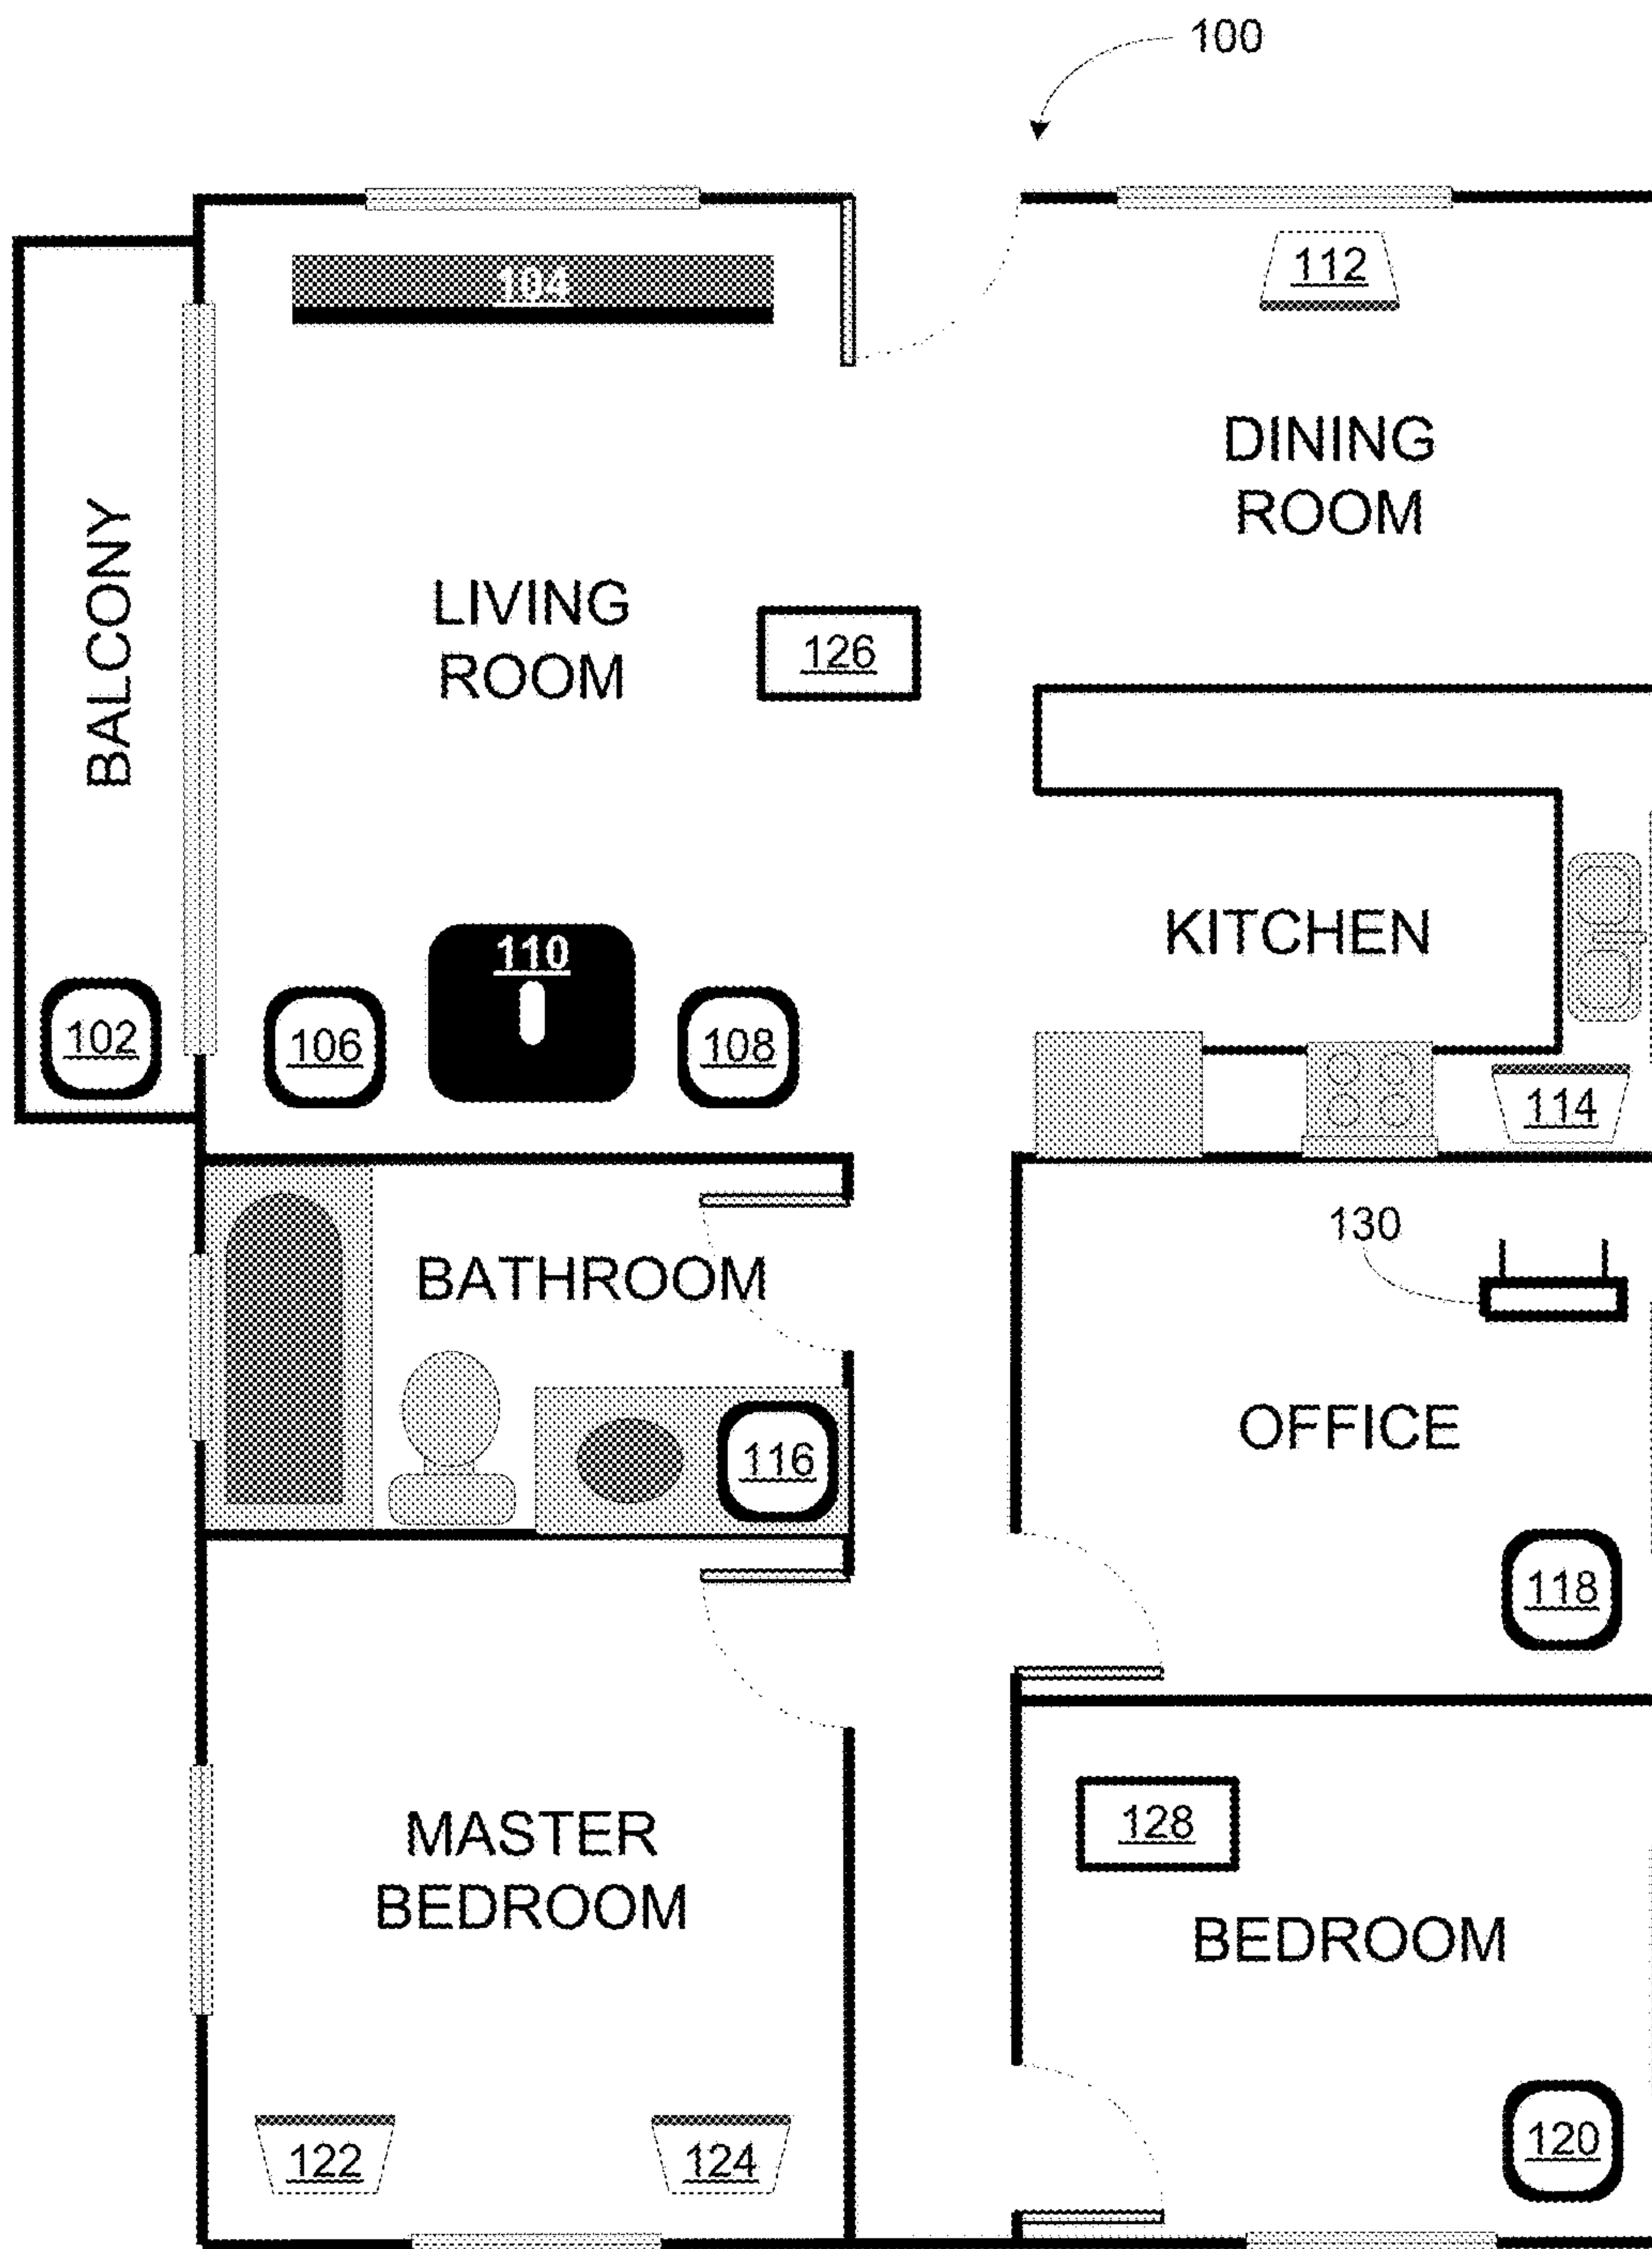 100
104
112
DINING
ROOM
BALCONY
LIVING
ROOM
126
110
KITCHEN
102
106
108
114
130
BATHROOM
OFFICE
116
118
MASTER
BEDROOM
128
BEDROOM
122
124
120